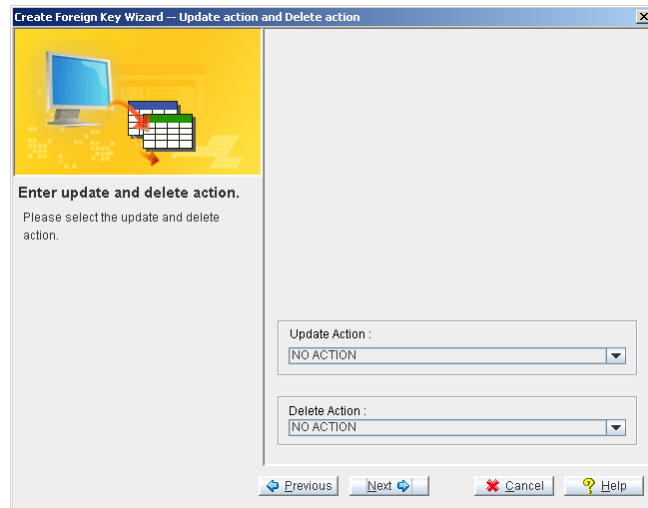 Create Foreign Key Wizard -- Update action and Delete action
Enter update and delete action.
Please select the update and delete
action.
Update Action :
NO ACTION
Delete Action :
NO ACTION
Previous Next Cancel Help